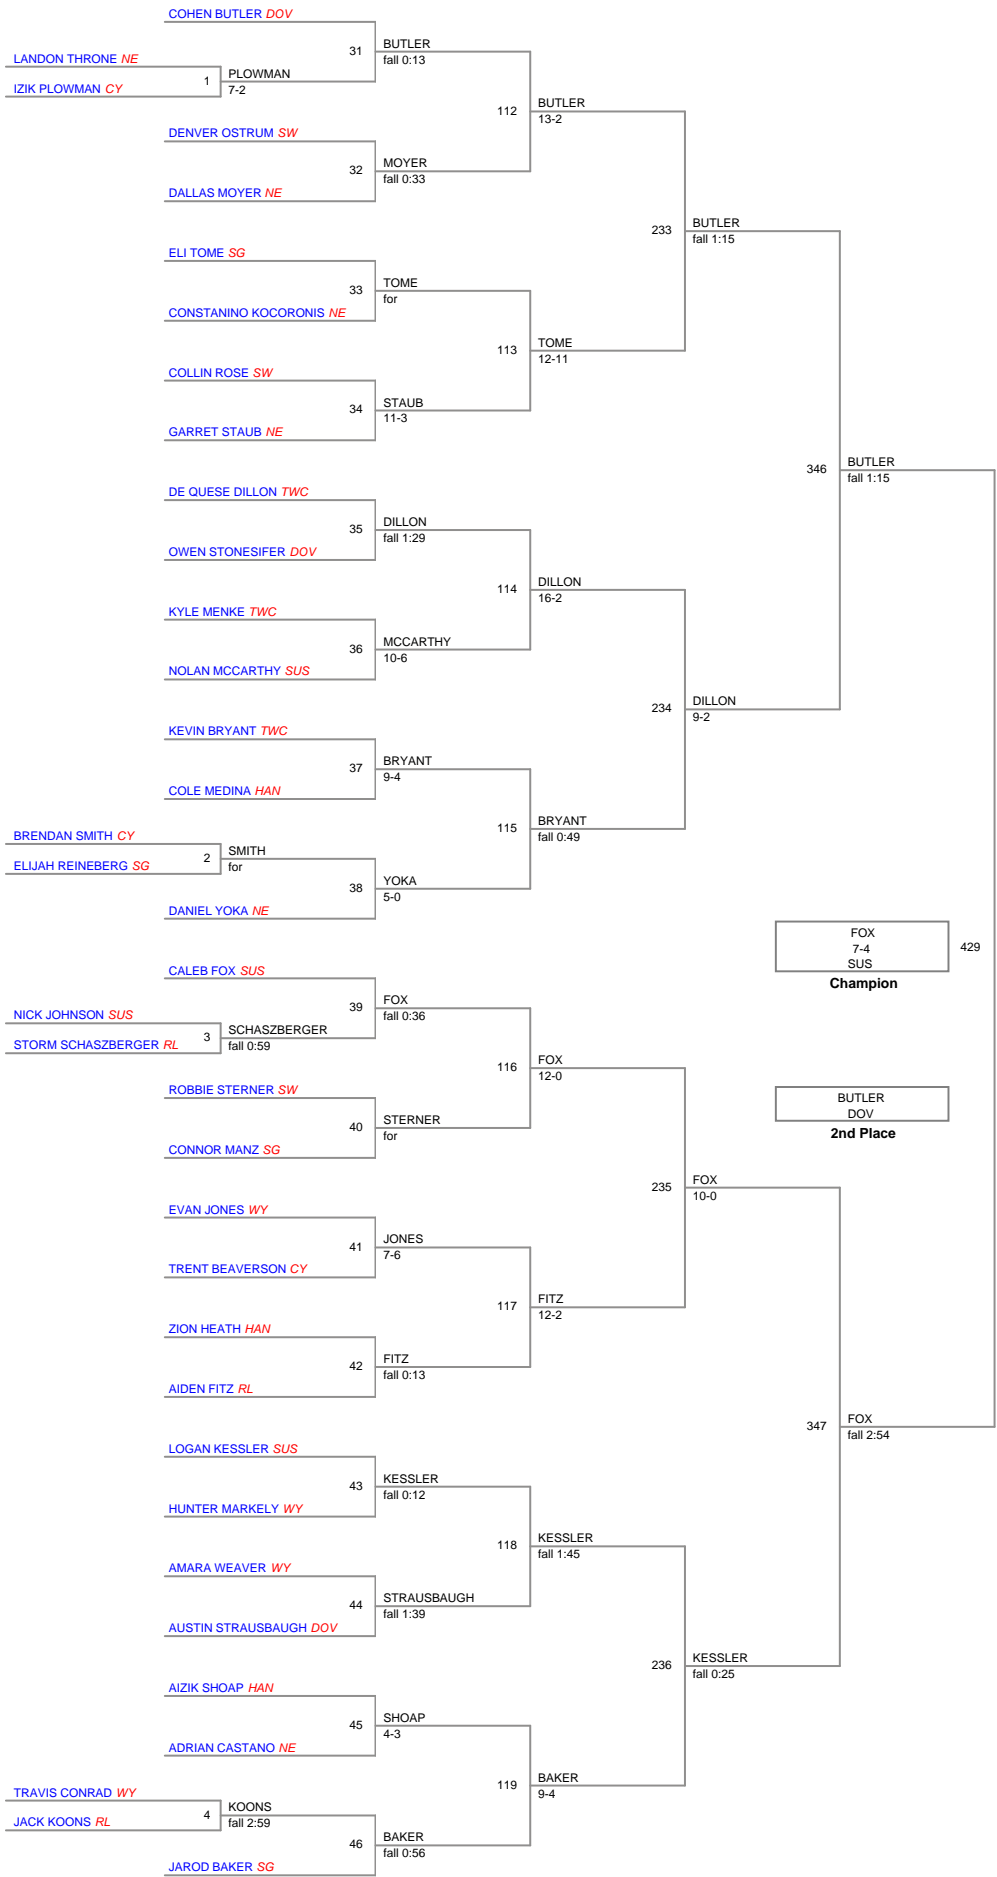 COHEN BUTLER DOV
31 BUTLER
fall 0:13
LANDON THRONE NE
1 PLOWMAN
7-2
IZIK PLOWMAN CY
112 BUTLER
13-2
DENVER OSTRUM SW
32 MOYER
fall 0:33
DALLAS MOYER NE
233 BUTLER
fall 1:15
ELI TOME SG
33 TOME
for
CONSTANINO KOCORONIS NE
113 TOME
12-11
COLLIN ROSE SW
34 STAUB
11-3
GARRET STAUB NE
346 BUTLER
fall 1:15
DE QUESE DILLON TWC
35 DILLON
fall 1:29
OWEN STONESIFER DOV
114 DILLON
16-2
KYLE MENKE TWC
36 MCCARTHY
10-6
NOLAN MCCARTHY SUS
234 DILLON
9-2
KEVIN BRYANT TWC
37 BRYANT
9-4
COLE MEDINA HAN
115 BRYANT
fall 0:49
BRENDAN SMITH CY
2 SMITH
for
ELIJAH REINEBERG SG
38 YOKA
5-0
DANIEL YOKA NE
FOX
7-4
SUS
429
Champion
CALEB FOX SUS
39 FOX
fall 0:36
NICK JOHNSON SUS
3 SCHASZBERGER
fall 0:59
STORM SCHASZBERGER RL
116 FOX
12-0
ROBBIE STERNER SW
40 STERNER
for
CONNOR MANZ SG
BUTLER
DOV
2nd Place
235 FOX
10-0
EVAN JONES WY
41 JONES
7-6
TRENT BEAVERSON CY
117 FITZ
12-2
ZION HEATH HAN
42 FITZ
fall 0:13
AIDEN FITZ RL
347 FOX
fall 2:54
LOGAN KESSLER SUS
43 KESSLER
fall 0:12
HUNTER MARKELY WY
118 KESSLER
fall 1:45
AMARA WEAVER WY
44 STRAUSBAUGH
fall 1:39
AUSTIN STRAUSBAUGH DOV
236 KESSLER
fall 0:25
AIZIK SHOAP HAN
45 SHOAP
4-3
ADRIAN CASTANO NE
119 BAKER
9-4
TRAVIS CONRAD WY
4 KOONS
fall 2:59
JACK KOONS RL
46 BAKER
fall 0:56
JAROD BAKER SG